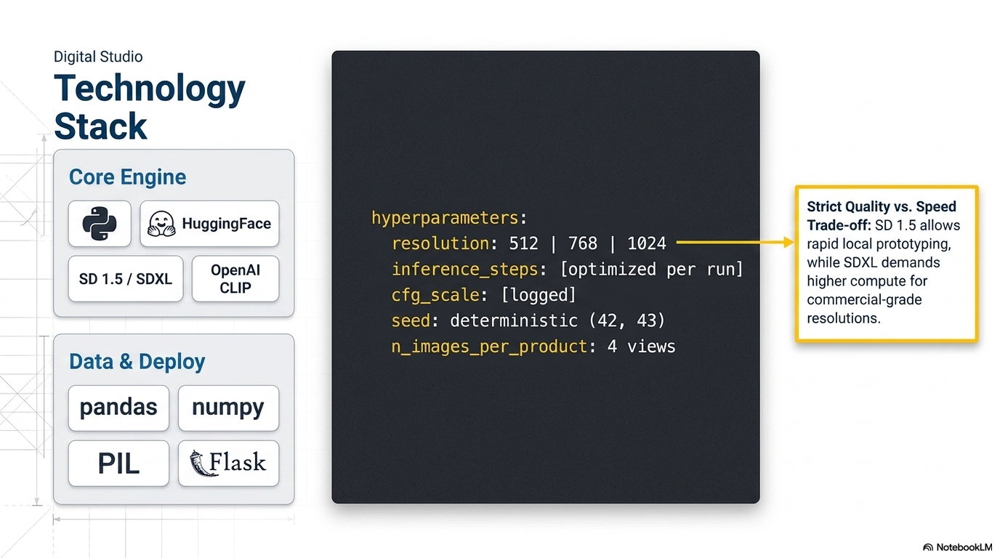 Digital Studio
Technology
Stack
Core Engine
HuggingFace
SD 1.5 / SDXL
OpenAI
CLIP
Data & Deploy
pandas
numpy
PIL
Flask
hyperparameters:
resolution: 512 | 768 | 1024
inference_steps: [optimized per run]
cfg_scale: [logged]
seed: deterministic (42, 43)
n_images_per_product: 4 views
Strict Quality vs. Speed
Trade-off: SD 1.5 allows
rapid local prototyping,
while SDXL demands
higher compute for
commercial-grade
resolutions.
NotebookLM